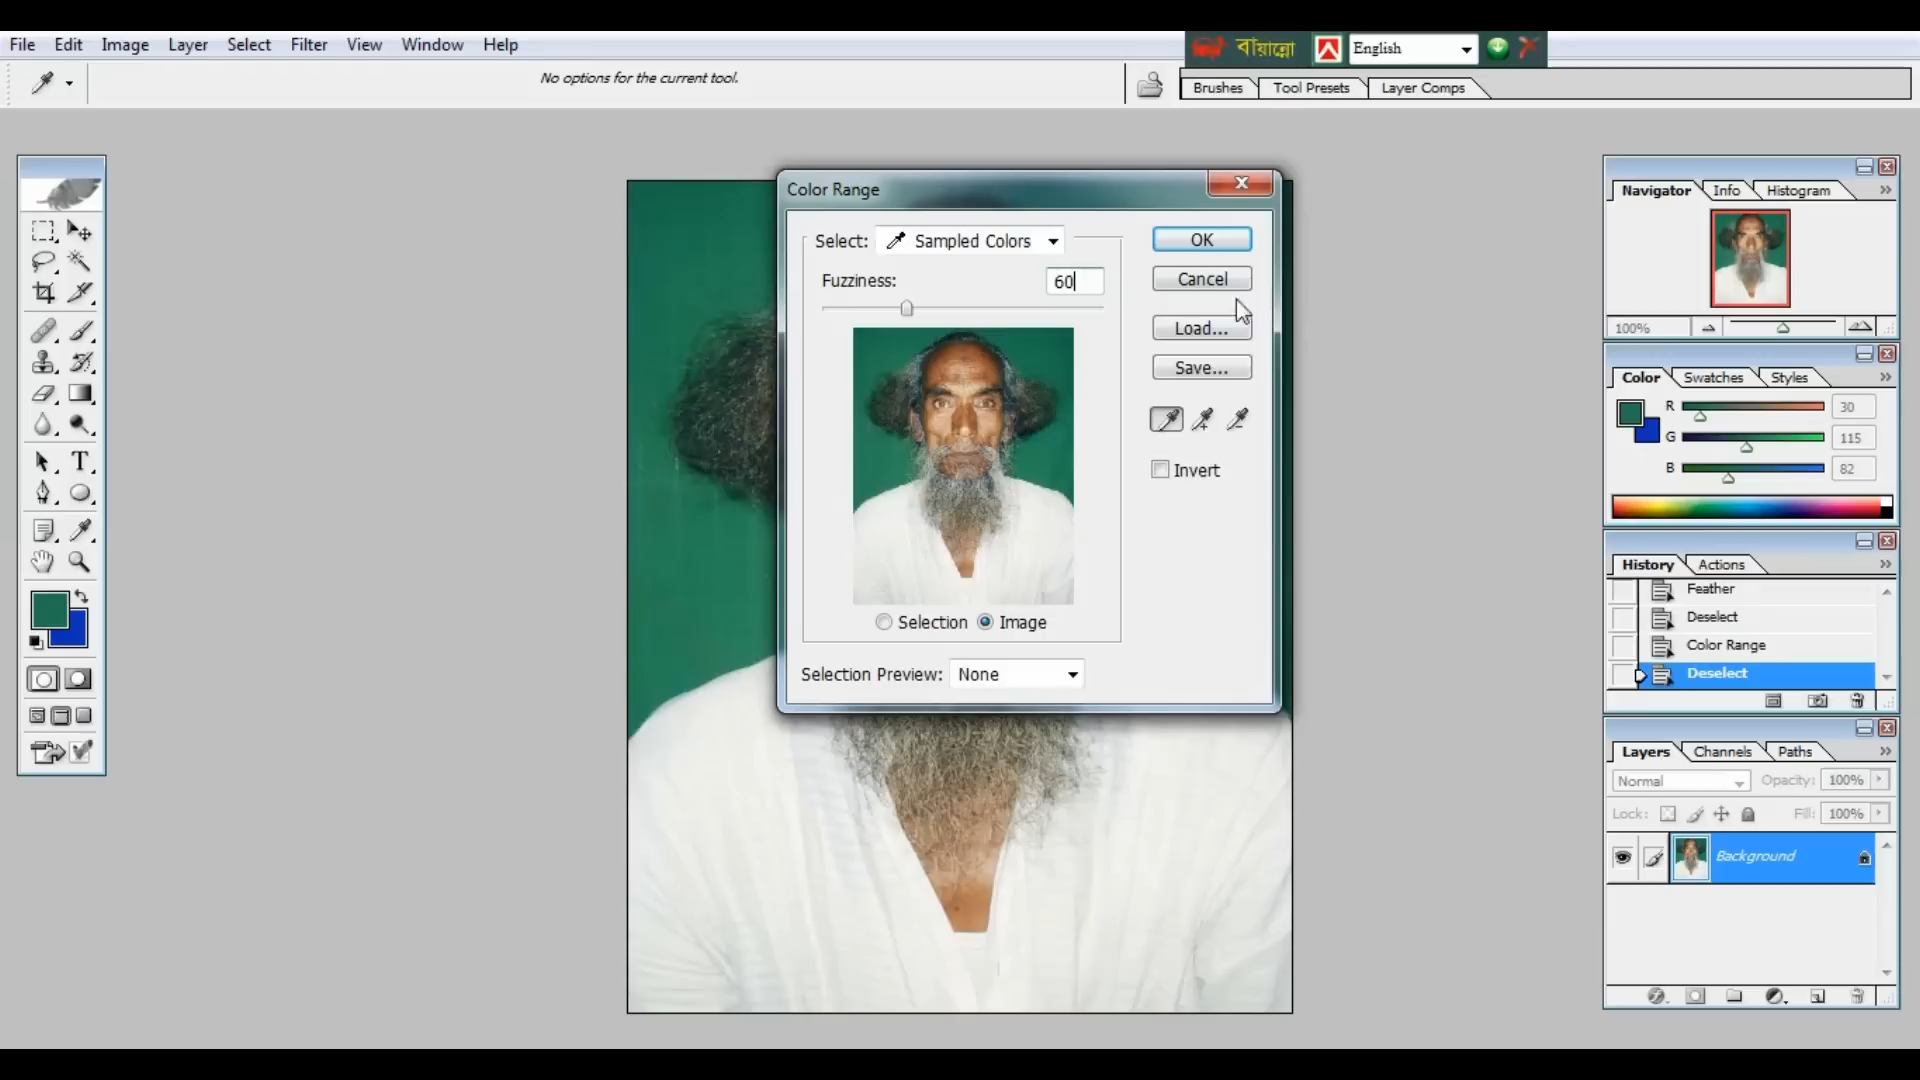 File Edit Image Layer Select Filter View Window Help
বায়ান্নো English
No options for the current tool.
Brushes Tool Presets Layer Comps
Color Range
Select: Sampled Colors
OK
Fuzziness: 60
Cancel
Load...
Save...
Invert
Selection Image
Selection Preview: None
T
Navigator Info Histogram
100%
Color Swatches Styles
R 30
G 115
B 82
History Actions
Feather
Deselect
Color Range
Deselect
Layers Channels Paths
Normal Opacity: 100%
Lock: Fill: 100%
Background